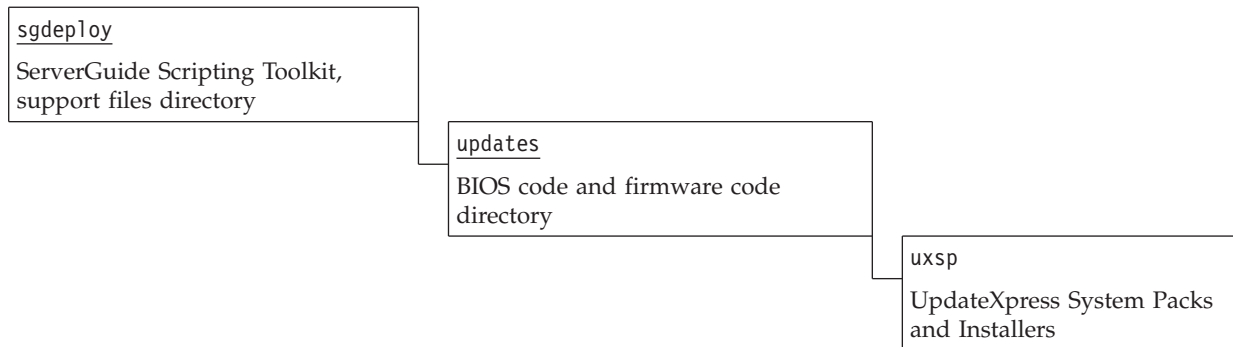 sgdeploy
ServerGuide Scripting Toolkit,
support files directory
updates
BIOS code and firmware code
directory
uxsp
UpdateXpress System Packs
and Installers